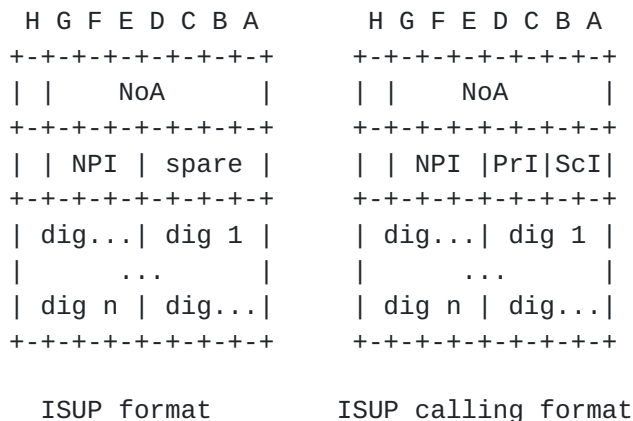 H G F E D C B A       H G F E D C B A
+-+-+-+-+-+-+-+-+     +-+-+-+-+-+-+-+-+
| |    NoA      |     | |    NoA      |
+-+-+-+-+-+-+-+-+     +-+-+-+-+-+-+-+-+
| | NPI | spare |     | | NPI |PrI|ScI|
+-+-+-+-+-+-+-+-+     +-+-+-+-+-+-+-+-+
| dig...| dig 1 |     | dig...| dig 1 |
|      ...      |     |      ...      |
| dig n | dig...|     | dig n | dig...|
+-+-+-+-+-+-+-+-+     +-+-+-+-+-+-+-+-+
  ISUP format        ISUP calling format